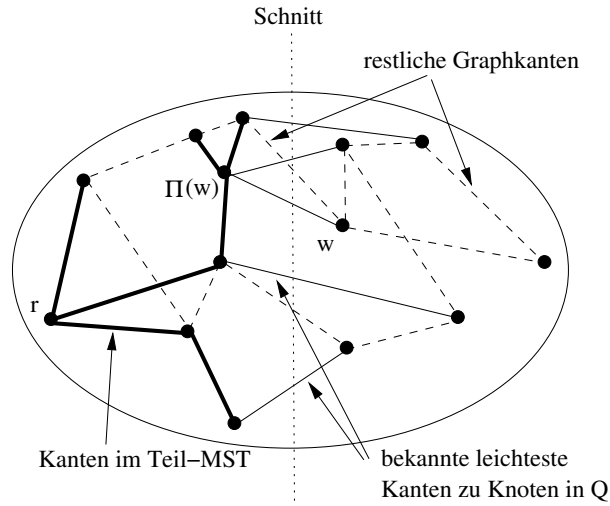 Schnitt
restliche Graphkanten
Π(w)
w
r
Kanten im Teil−MST
bekannte leichteste
Kanten zu Knoten in Q